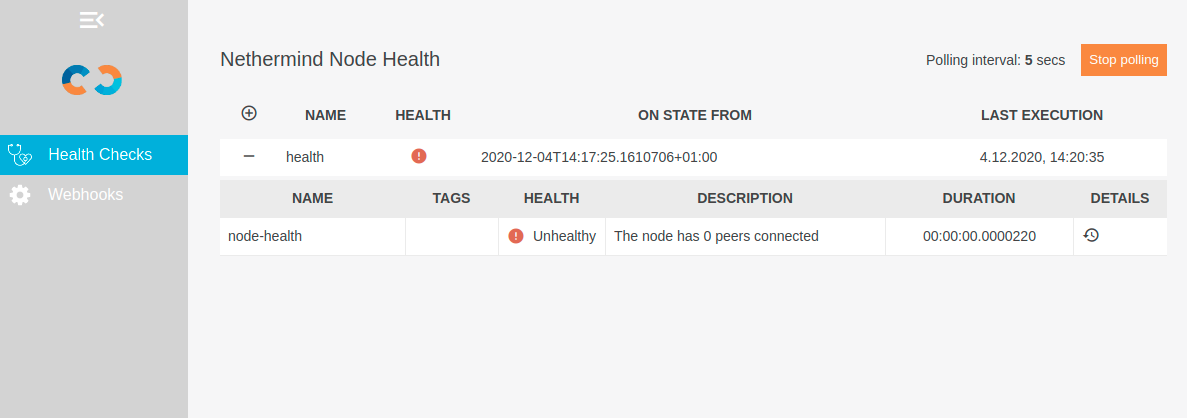 Nethermind Node Health
Polling interval: 5 secs
Stop polling
NAME HEALTH ON STATE FROM LAST EXECUTION
Health Checks
health 2020-12-04T14:17:25.1610706+01:00 4.12.2020, 14:20:35
Webhooks
NAME TAGS HEALTH DESCRIPTION DURATION DETAILS
node-health Unhealthy The node has 0 peers connected 00:00:00.0000220